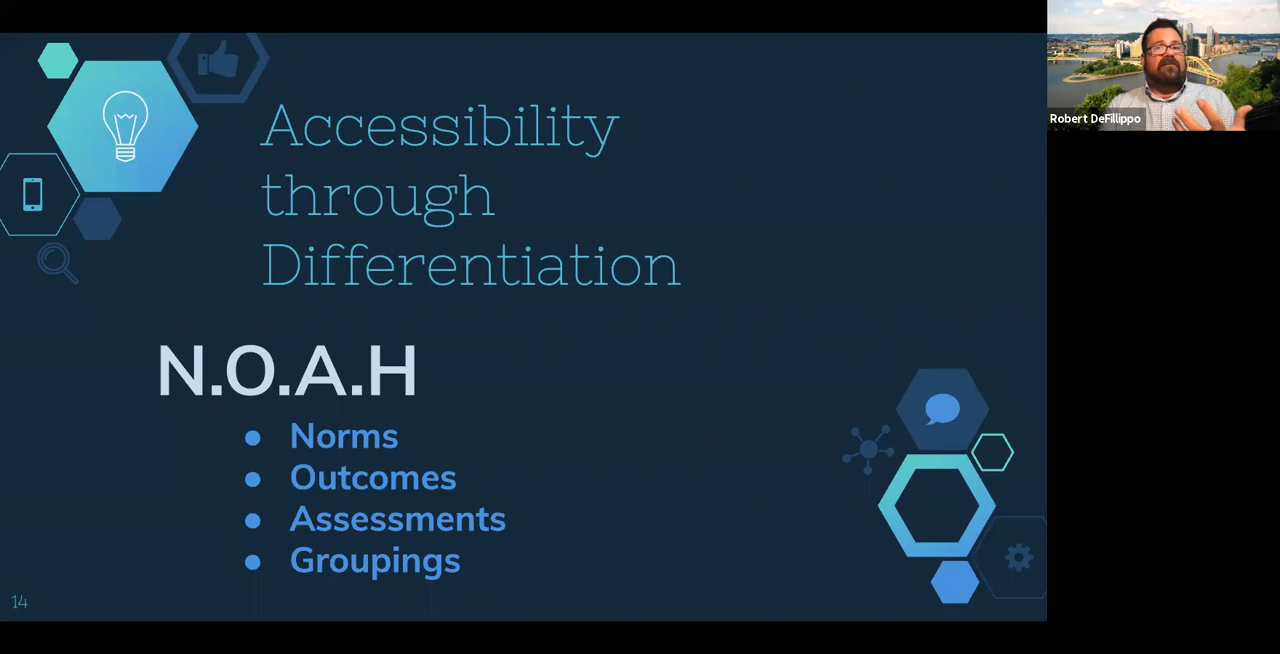 Accessibility
through
Differentiation
N.O.A.H
● Norms
● Outcomes
● Assessments
● Groupings
14
Robert DeFillippo